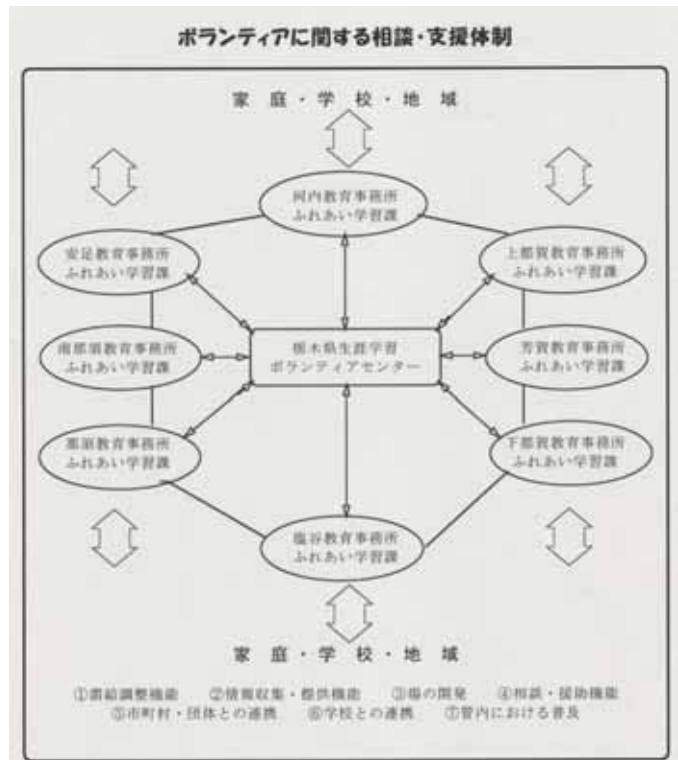 ボランティアに関する相談・支援体制
家 庭・学 校・地 域
河内教育事務所
ふれあい学習課
安足教育事務所
ふれあい学習課
上都賀教育事務所
ふれあい学習課
南那須教育事務所
ふれあい学習課
栃木県生涯学習
ボランティアセンター
芳賀教育事務所
ふれあい学習課
那須教育事務所
ふれあい学習課
下都賀教育事務所
ふれあい学習課
塩谷教育事務所
ふれあい学習課
家 庭・学 校・地 域
①需給調整機能 ②情報収集・提供機能 ③場の開発 ④相談・援助機能
⑤市町村・団体との連携 ⑥学校との連携 ⑦管内における普及